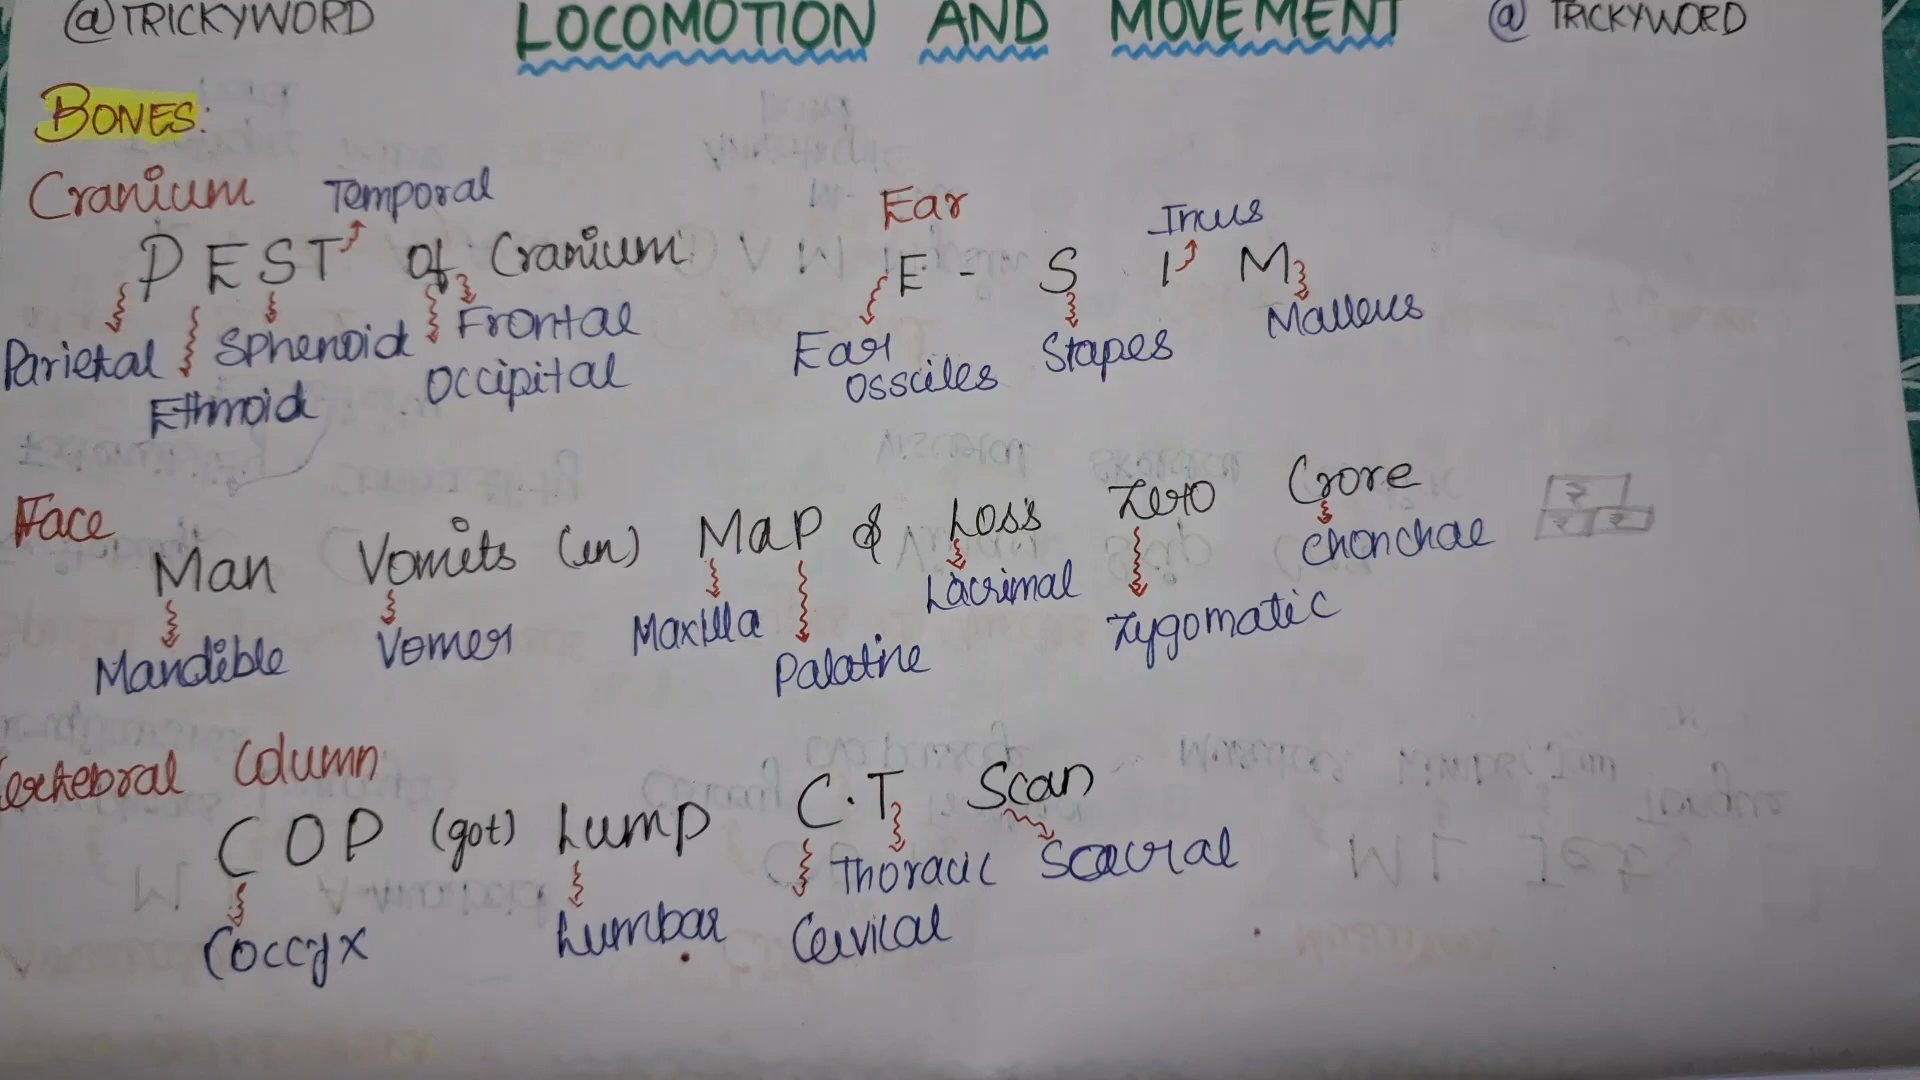 @TRICKYWORD LOCOMOTION AND MOVEMENT @ TRICKYWORD
BONES:
Cranium Temporal
PEST Of Cranium
Parietal Sphenoid Frontal
Ethmoid Occipital
Ear Incus
E - S I M
Ear Stapes Malleus
Ossciles
Face Man Vomits (in) Map & Loss Zero Crore
Mandible Vomer Maxilla Palatine Lacrimal Zygomatic Chonchae
ertebral Column
COP (got) Lump C.T Scan
Coccyx Lumbar Cervical Thoracic Sacral